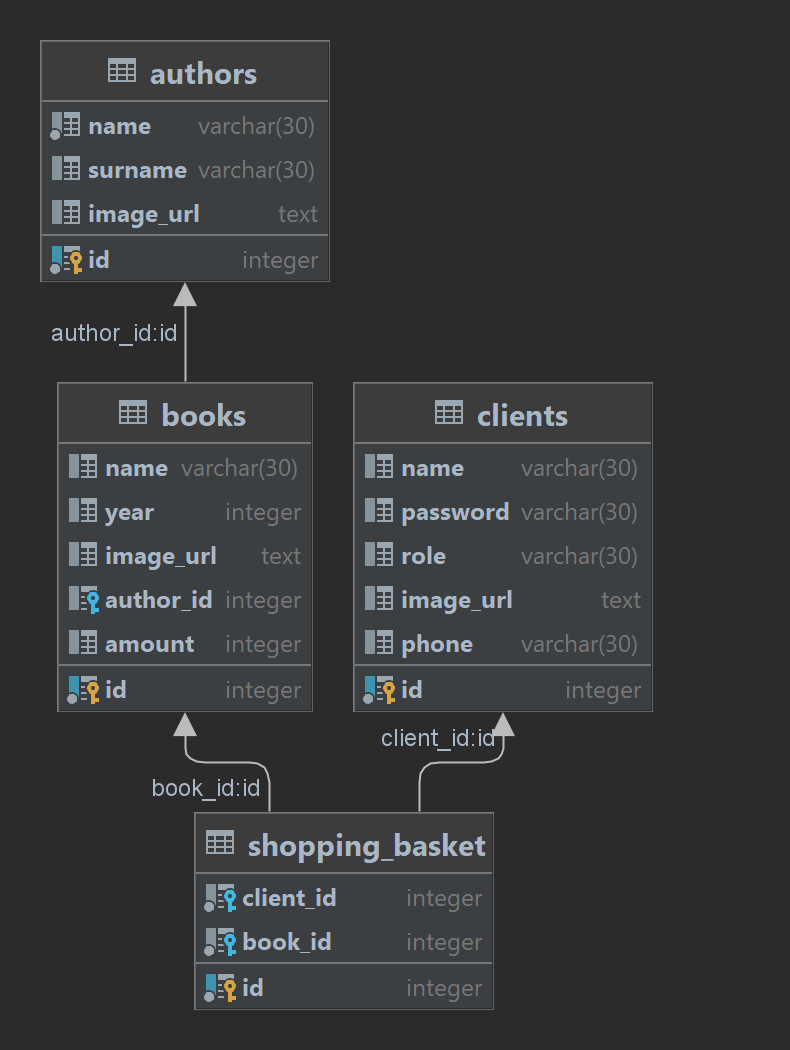 authors
name varchar(30)
surname varchar(30)
image_url text
id integer
author_id:id
books
name varchar(30)
year integer
image_url text
author_id integer
amount integer
id integer
clients
name varchar(30)
password varchar(30)
role varchar(30)
image_url text
phone varchar(30)
id integer
client_id:id
book_id:id
shopping_basket
client_id integer
book_id integer
id integer